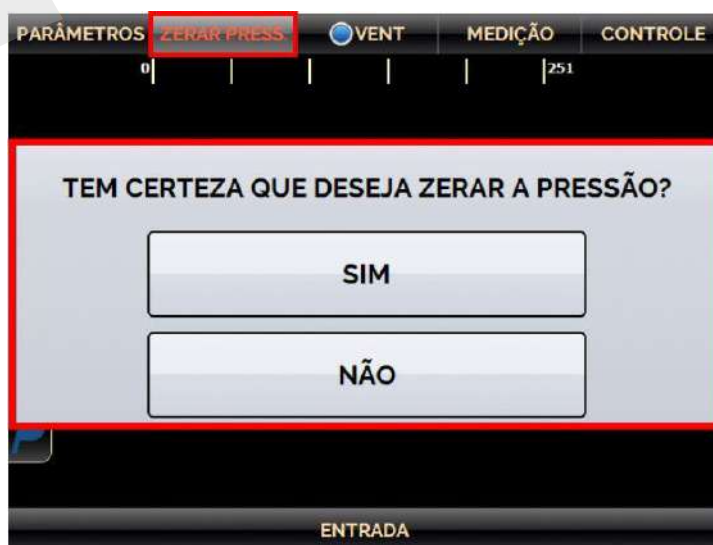 PARÂMETROS ZERAR PRESS. VENT MEDIÇÃO CONTROLE
0 251
TEM CERTEZA QUE DESEJA ZERAR A PRESSÃO?
SIM
NÃO
P
ENTRADA